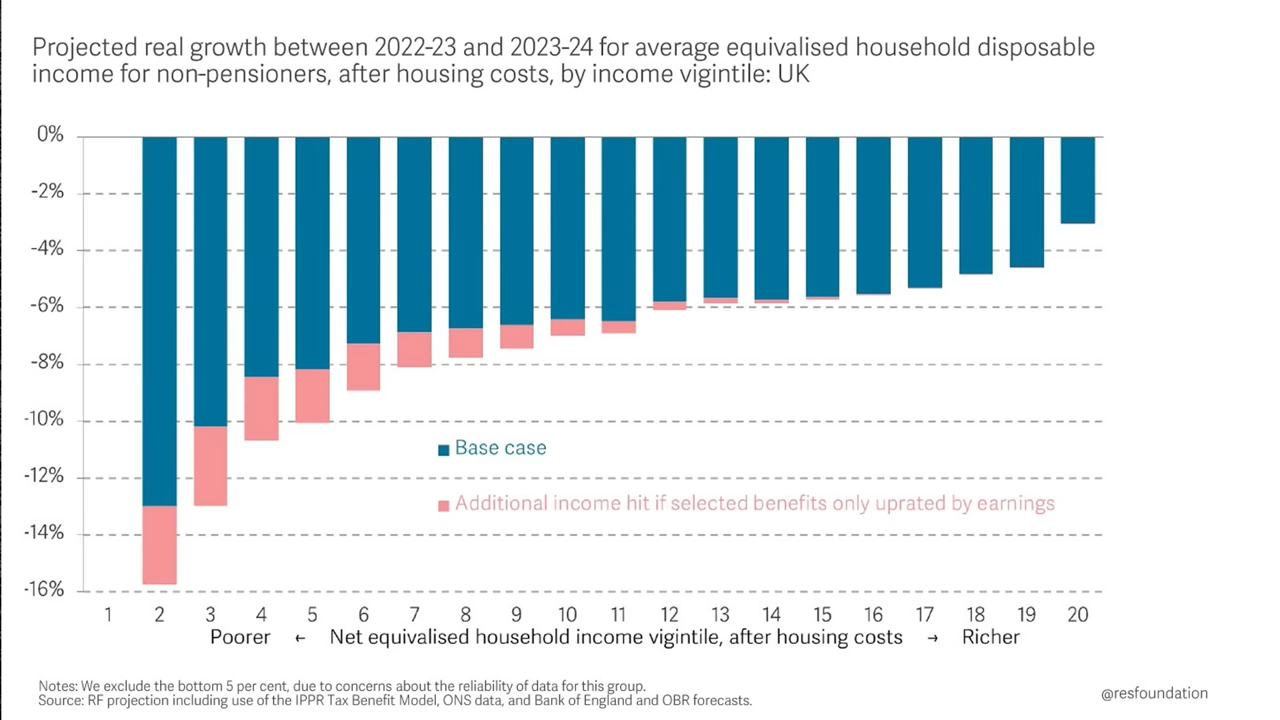 Projected real growth between 2022-23 and 2023-24 for average equivalised household disposable
income for non-pensioners, after housing costs, by income vigintile: UK
0%
-2%
-4%
-6%
-8%
-10%
-12%
-14%
-16%
Base case
Additional income hit if selected benefits only uprated by earnings
1 2 3 4 5 6 7 8 9 10 11 12 13 14 15 16 17 18 19 20
Poorer ← Net equivalised household income vigintile, after housing costs → Richer
Notes: We exclude the bottom 5 per cent, due to concerns about the reliability of data for this group.
Source: RF projection including use of the IPPR Tax Benefit Model, ONS data, and Bank of England and OBR forecasts.
@resfoundation